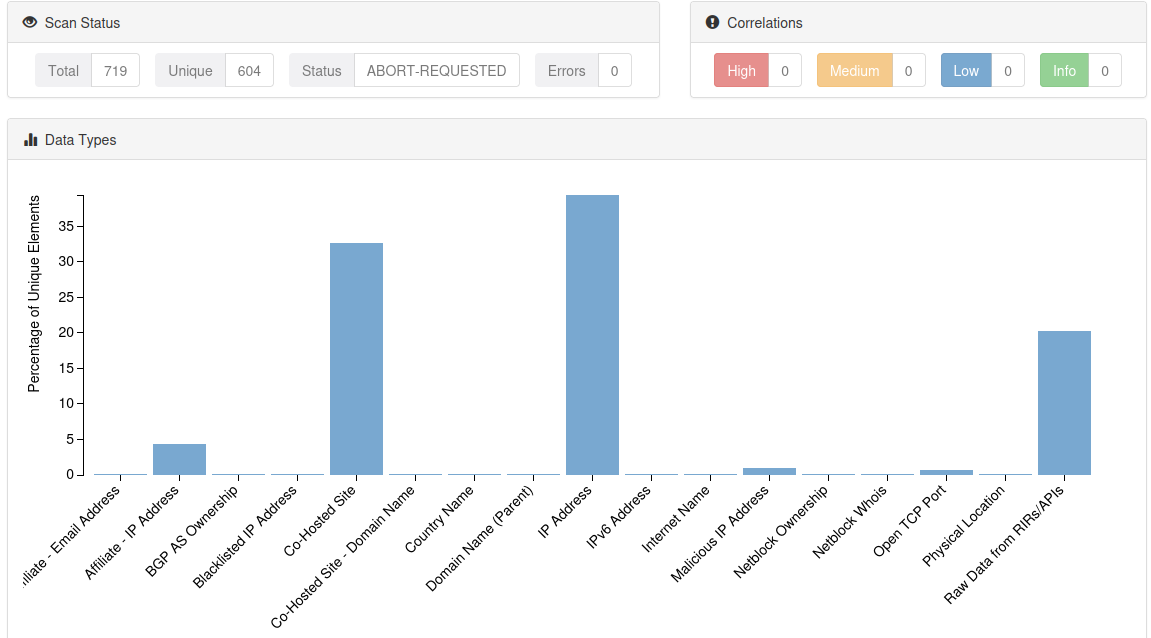 Scan Status
Total 719 Unique 604 Status ABORT-REQUESTED Errors 0
Correlations
High 0 Medium 0 Low 0 Info 0
Data Types
Percentage of Unique Elements
35
30
25
20
15
10
5
0
iliate - Email Address
Affiliate - IP Address
BGP AS Ownership
Blacklisted IP Address
Co-Hosted Site
Co-Hosted Site - Domain Name
Country Name
Domain Name (Parent)
IP Address
IPv6 Address
Internet Name
Malicious IP Address
Netblock Ownership
Netblock Whois
Open TCP Port
Physical Location
Raw Data from RIRs/APIs